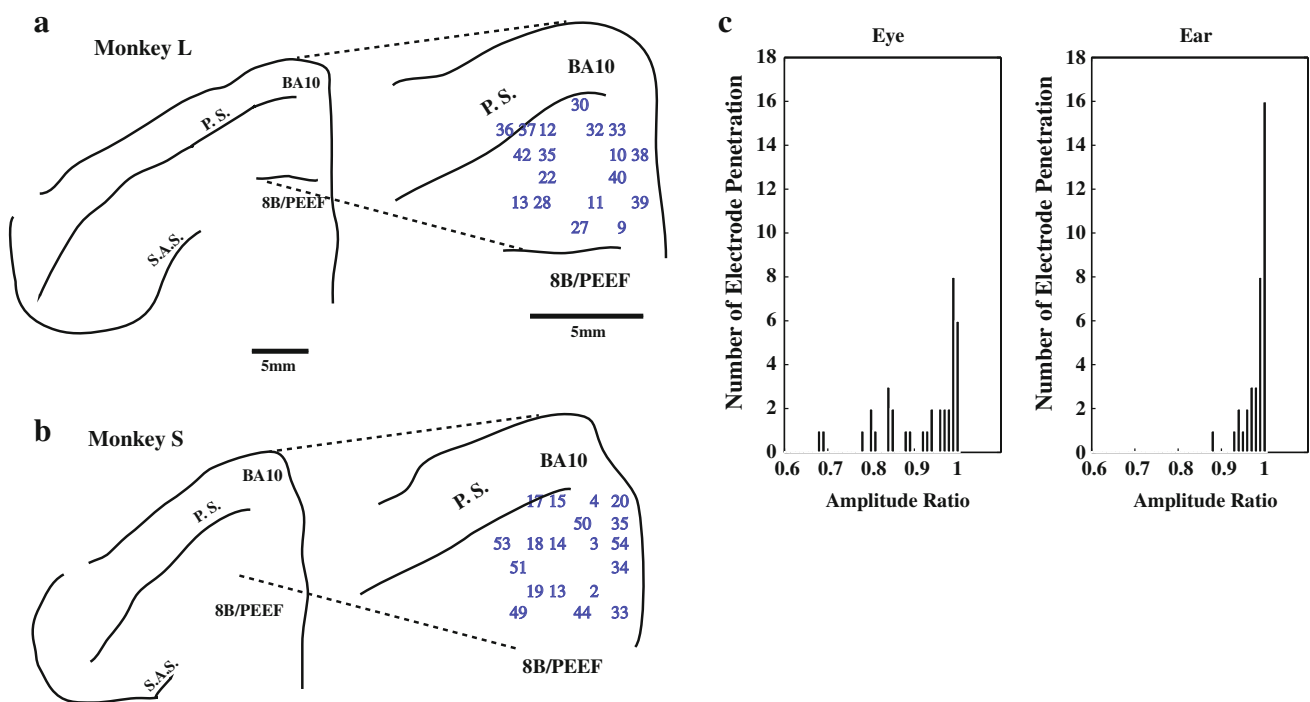 a
Monkey L
BA10
P. S.
8B/PEEF
S.A.S.
5mm
BA10
P. S.
30
36 37 12 32 33
42 35 10 38
22 40
13 28 11 39
27 9
8B/PEEF
5mm
b
Monkey S
BA10
P. S.
8B/PEEF
S.A.S.
BA10
P. S.
17 15 4 20
50 35
53 18 14 3 54
51 34
19 13 2
49 44 33
8B/PEEF
c
Eye
Number of Electrode Penetration
18
16
14
12
10
8
6
4
2
0
0.6 0.7 0.8 0.9 1
Amplitude Ratio
Ear
Number of Electrode Penetration
18
16
14
12
10
8
6
4
2
0
0.6 0.7 0.8 0.9 1
Amplitude Ratio